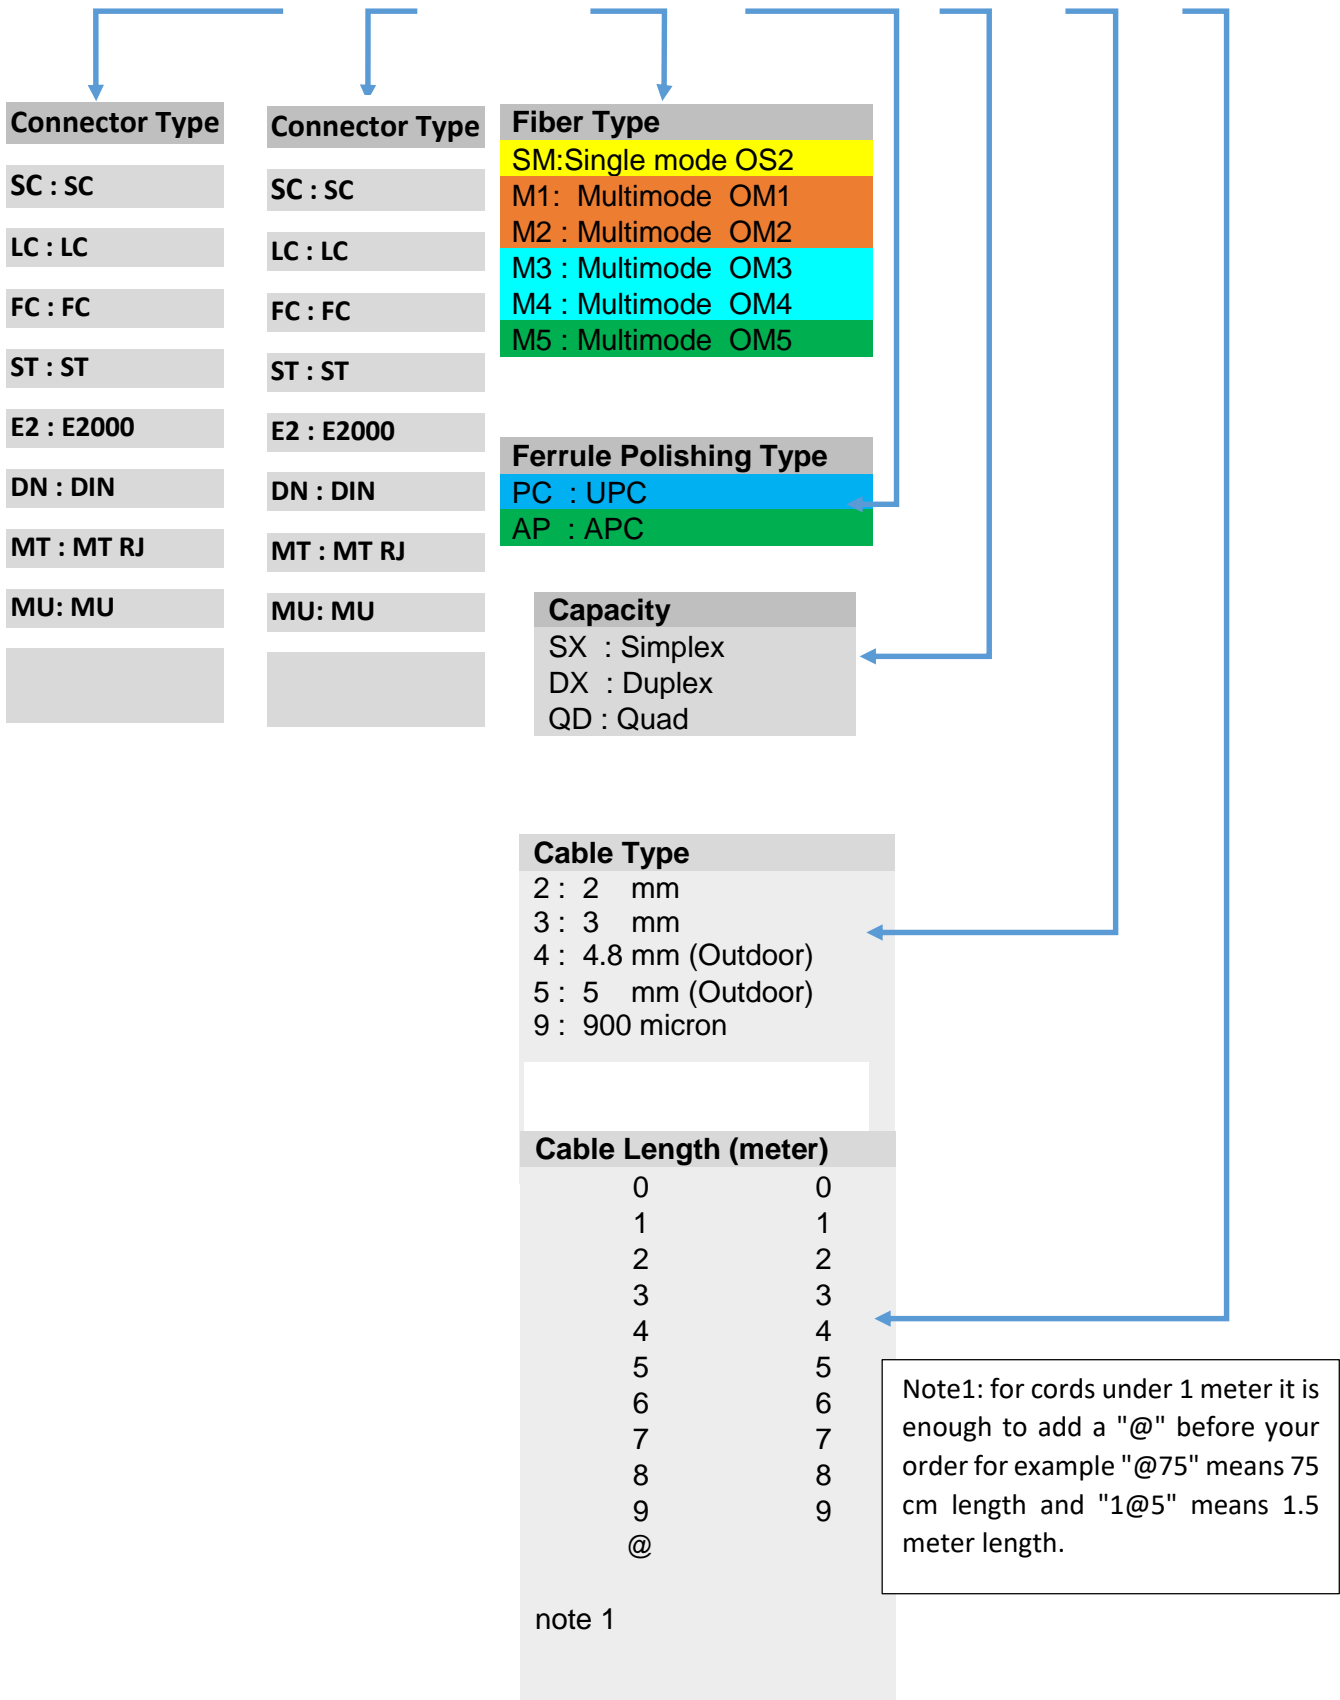 Connector Type
SC : SC
LC : LC
FC : FC
ST : ST
E2 : E2000
DN : DIN
MT : MT RJ
MU: MU
Connector Type
SC : SC
LC : LC
FC : FC
ST : ST
E2 : E2000
DN : DIN
MT : MT RJ
MU: MU
Fiber Type
SM:Single mode OS2
M1: Multimode OM1
M2 : Multimode OM2
M3 : Multimode OM3
M4 : Multimode OM4
M5 : Multimode OM5
Ferrule Polishing Type
PC : UPC
AP : APC
Capacity
SX : Simplex
DX : Duplex
QD : Quad
Cable Type
2 : 2 mm
3 : 3 mm
4 : 4.8 mm (Outdoor)
5 : 5 mm (Outdoor)
9 : 900 micron
Cable Length (meter)
0 0
1 1
2 2
3 3
4 4
5 5
6 6
7 7
8 8
9 9
@
note 1
Note1: for cords under 1 meter it is
enough to add a "@" before your
order for example "@75" means 75
cm length and "1@5" means 1.5
meter length.